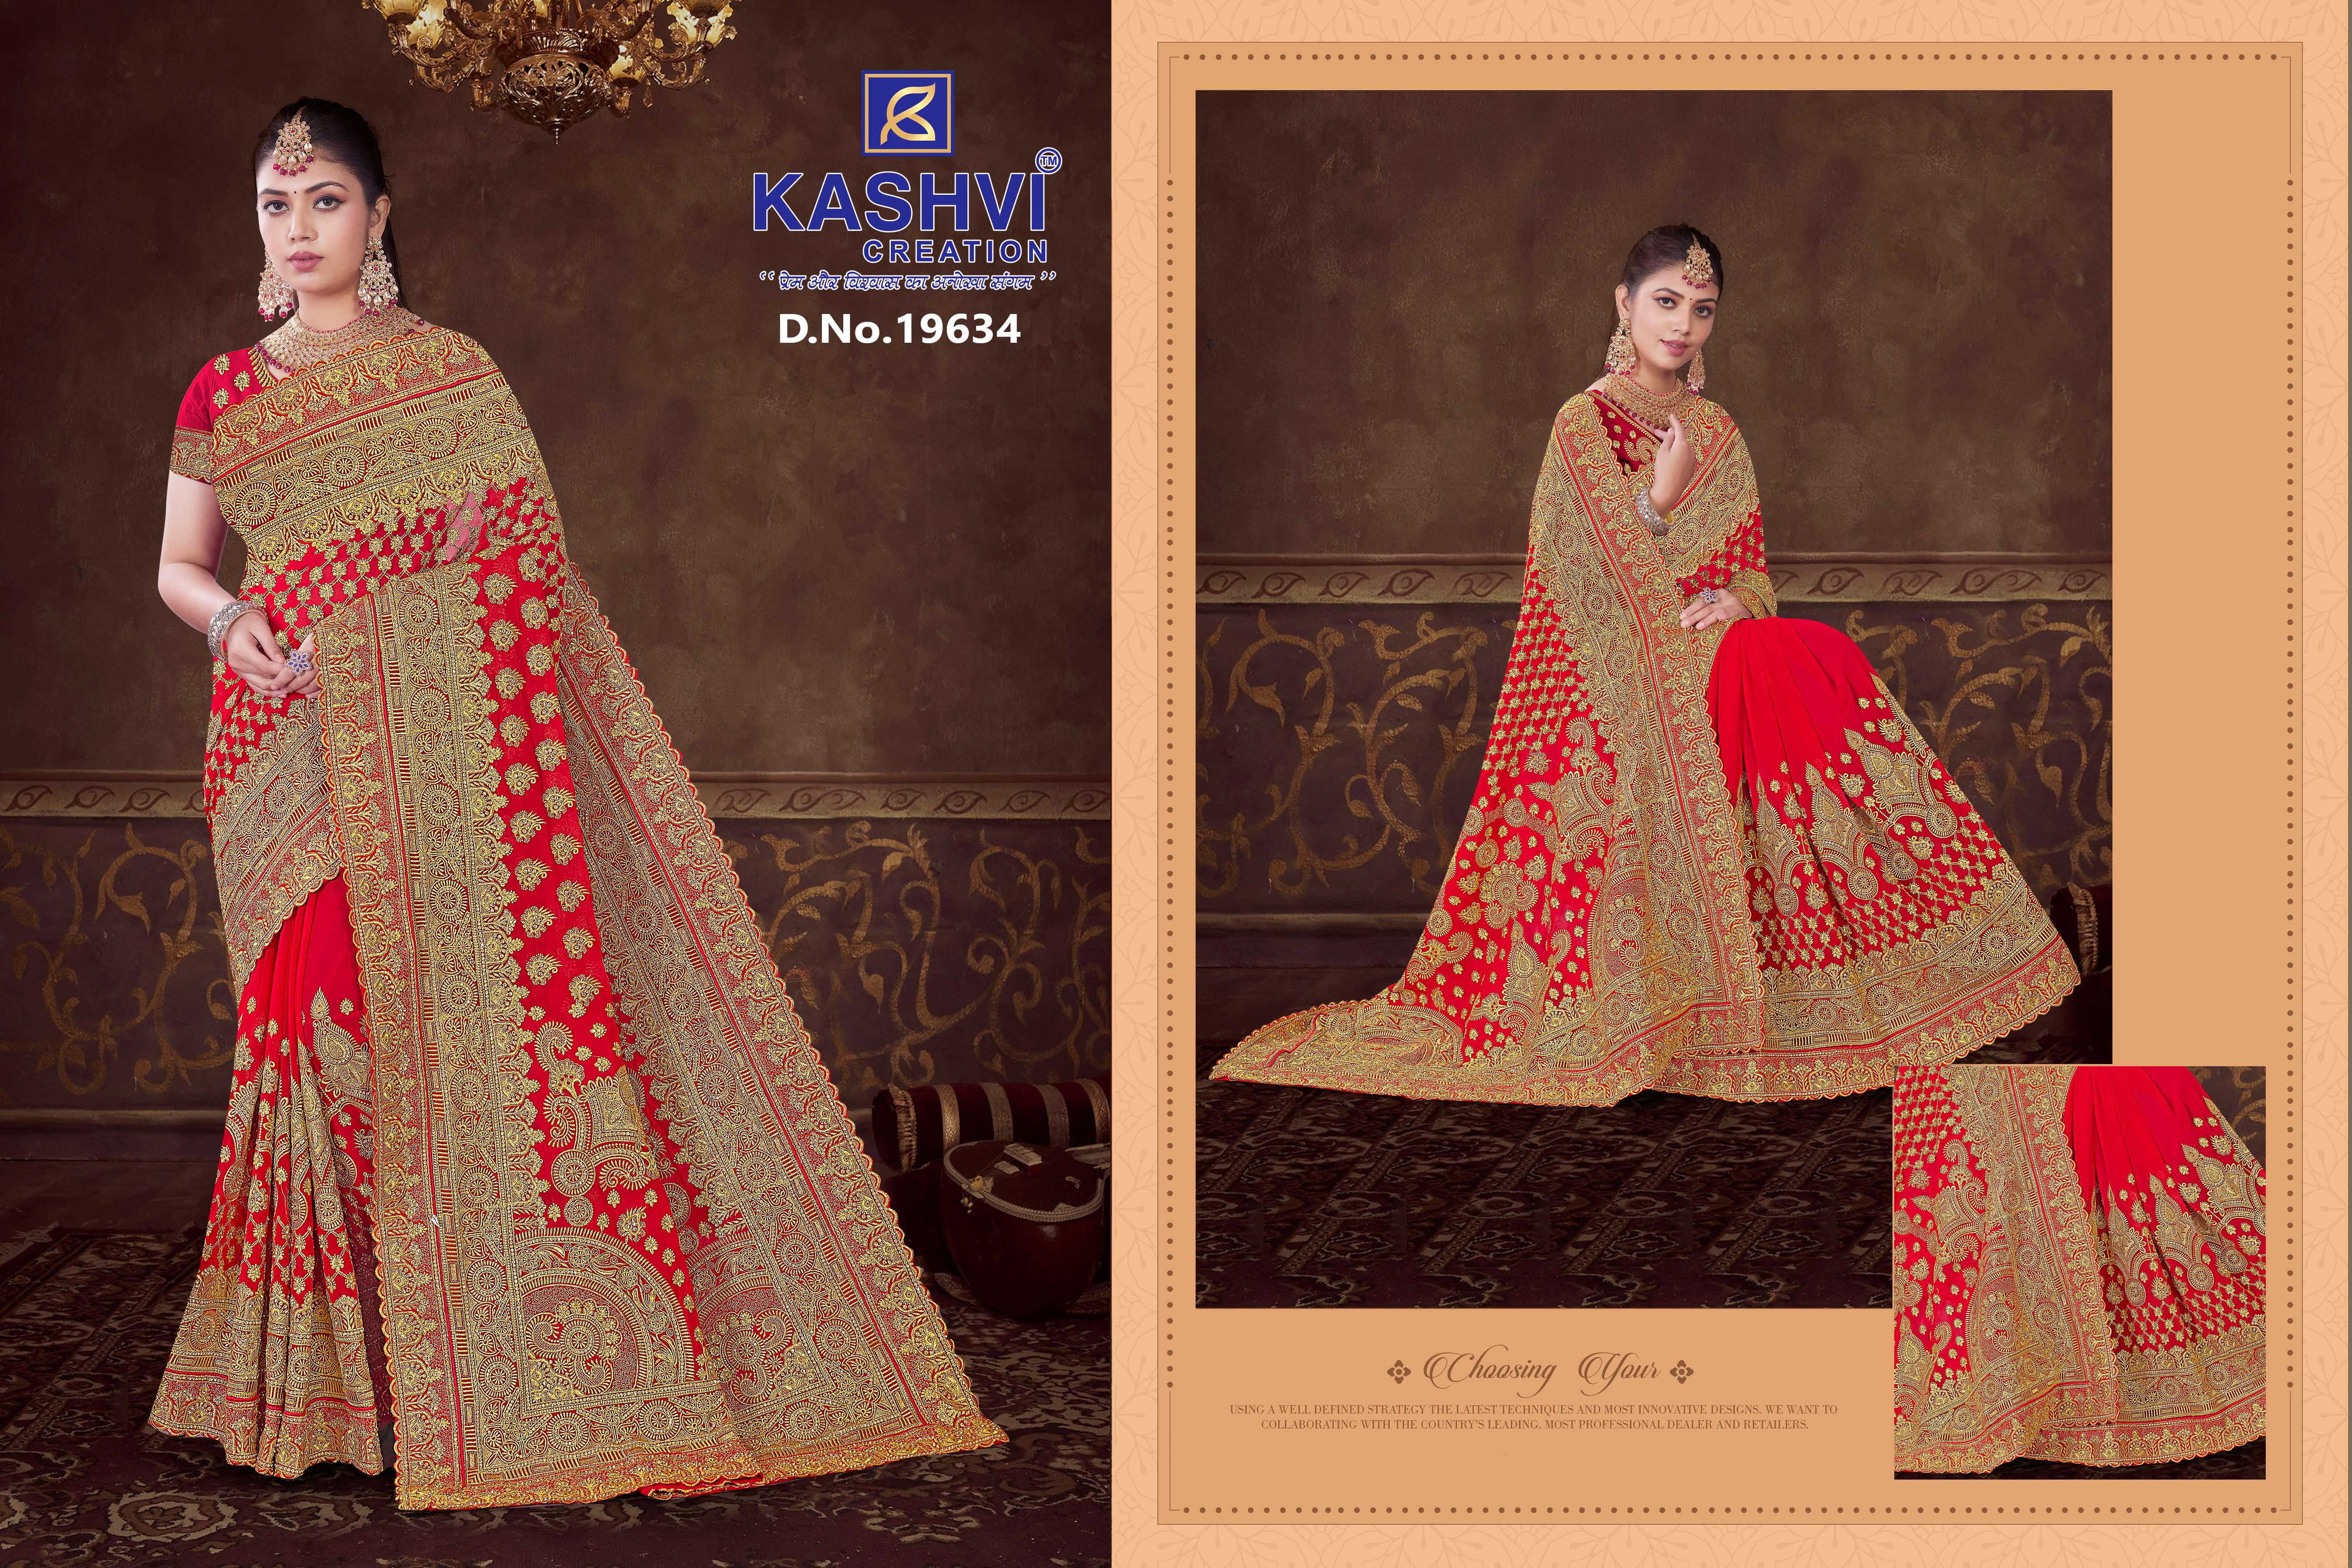 KASHVI TM
CREATION
“ प्रेम और विश्वास का अनोखा संगम ”
D.No.19634
Choosing Your
USING A WELL DEFINED STRATEGY THE LATEST TECHNIQUES AND MOST INNOVATIVE DESIGNS. WE WANT TO
COLLABORATING WITH THE COUNTRY'S LEADING. MOST PROFESSIONAL DEALER AND RETAILERS.